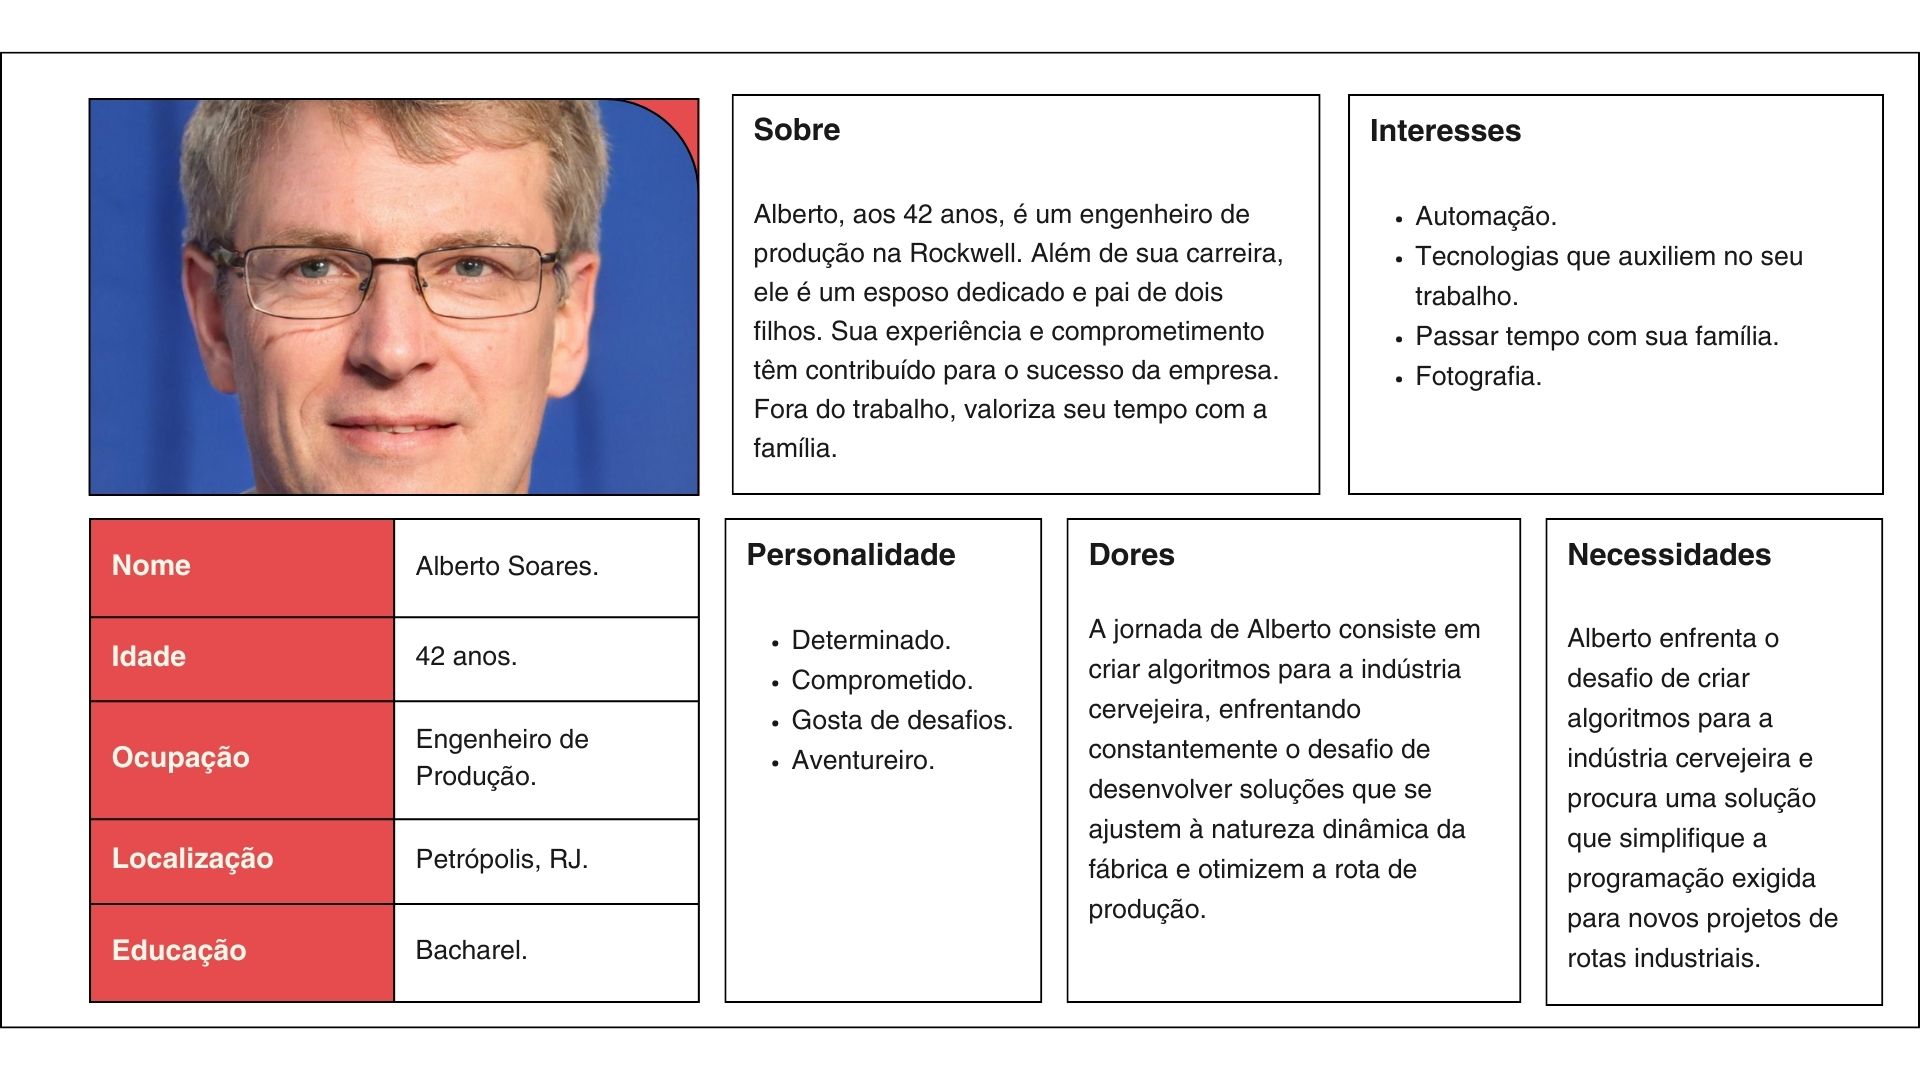 Sobre
Alberto, aos 42 anos, é um engenheiro de
produção na Rockwell. Além de sua carreira,
ele é um esposo dedicado e pai de dois
filhos. Sua experiência e comprometimento
têm contribuído para o sucesso da empresa.
Fora do trabalho, valoriza seu tempo com a
família.
Interesses
• Automação.
• Tecnologias que auxiliem no seu
trabalho.
• Passar tempo com sua família.
• Fotografia.
Nome
Alberto Soares.
Idade
42 anos.
Ocupação
Engenheiro de
Produção.
Localização
Petrópolis, RJ.
Educação
Bacharel.
Personalidade
• Determinado.
• Comprometido.
• Gosta de desafios.
• Aventureiro.
Dores
A jornada de Alberto consiste em
criar algoritmos para a indústria
cervejeira, enfrentando
constantemente o desafio de
desenvolver soluções que se
ajustem à natureza dinâmica da
fábrica e otimizem a rota de
produção.
Necessidades
Alberto enfrenta o
desafio de criar
algoritmos para a
indústria cervejeira e
procura uma solução
que simplifique a
programação exigida
para novos projetos de
rotas industriais.